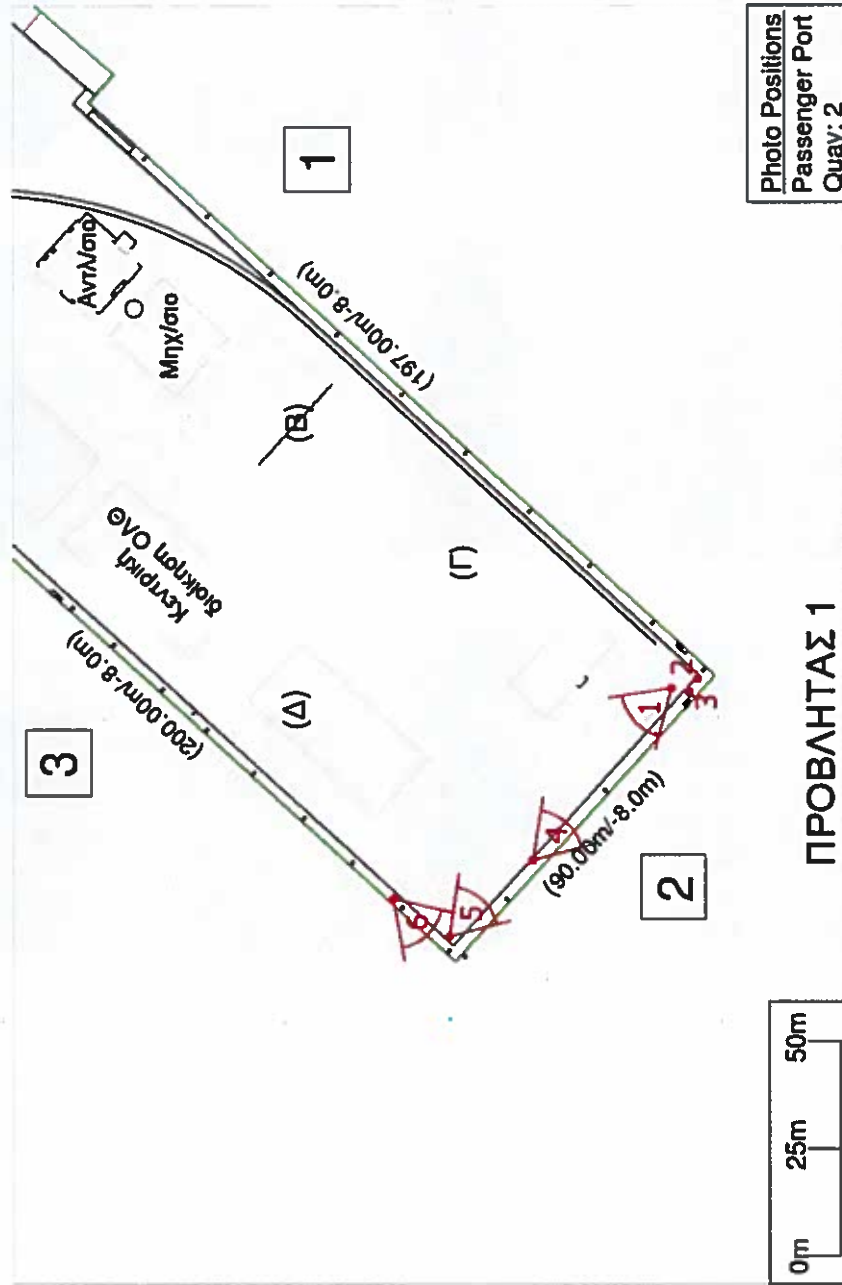 Αντλ/σιο
Μηχ/σιο
1
(197.00m/-8.0m)
(Β)
Κεντρική
διοίκηση ΟΛΘ
(Γ)
(200.00m/-8.0m)
3
(Δ)
1
2
3
4
5
6
(90.00m/-8.0m)
2
ΠΡΟΒΛΗΤΑΣ 1
0m 25m 50m
Photo Positions
Passenger Port
Quay: 2